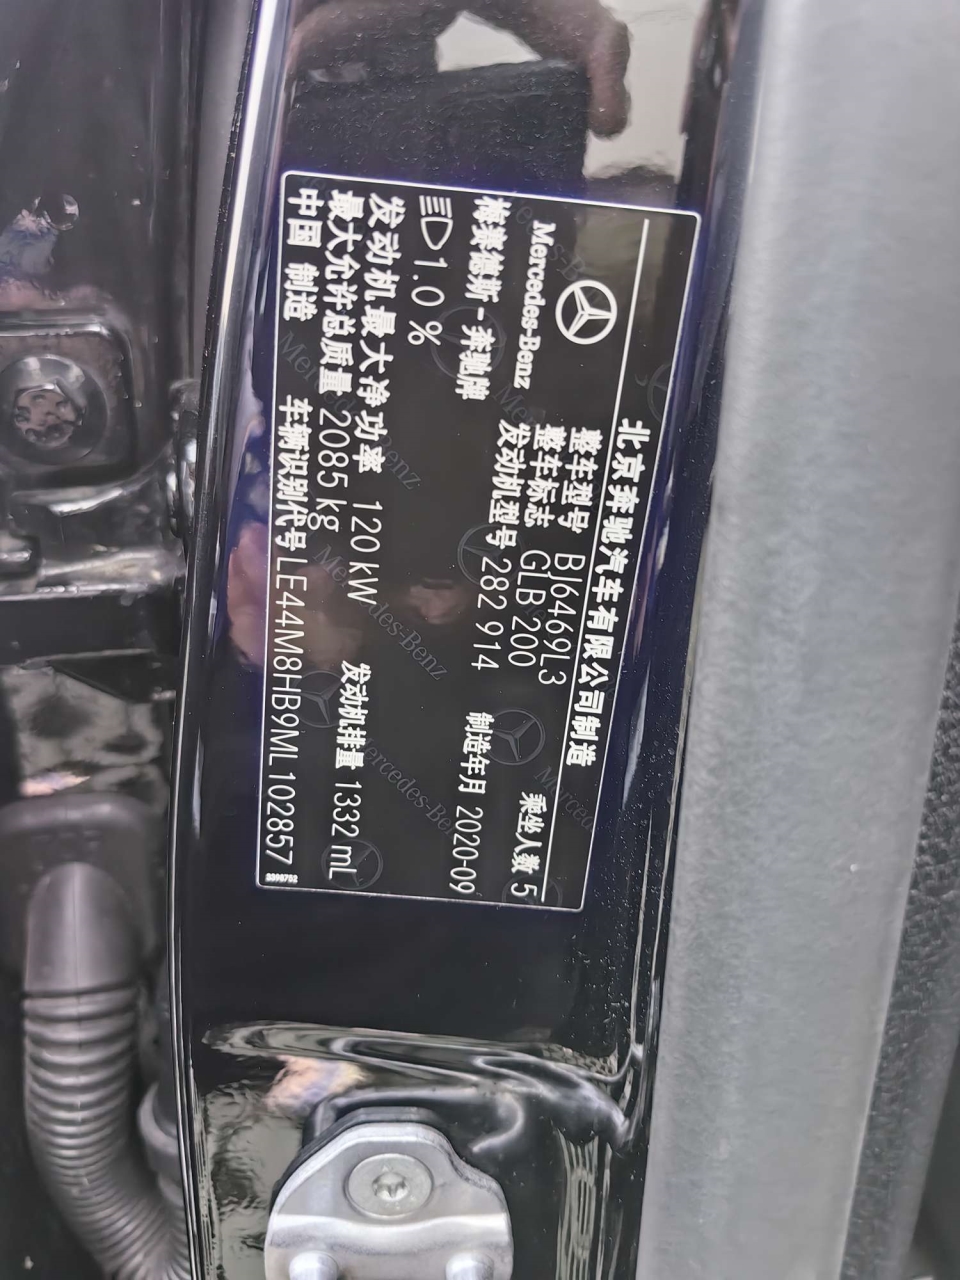 北京奔驰汽车有限公司制造
Mercedes-Benz
梅赛德斯-奔驰牌
整车型号 BJ6469L3
整车标志 GLB 200
乘坐人数 5
发动机型号 282 914
制造年月 2020-09
1.0 %
发动机最大净功率 120 kW
发动机排量 1332 mL
最大允许总质量 2085 kg
中国 制造
车辆识别代号 LE44M8HB9ML102857